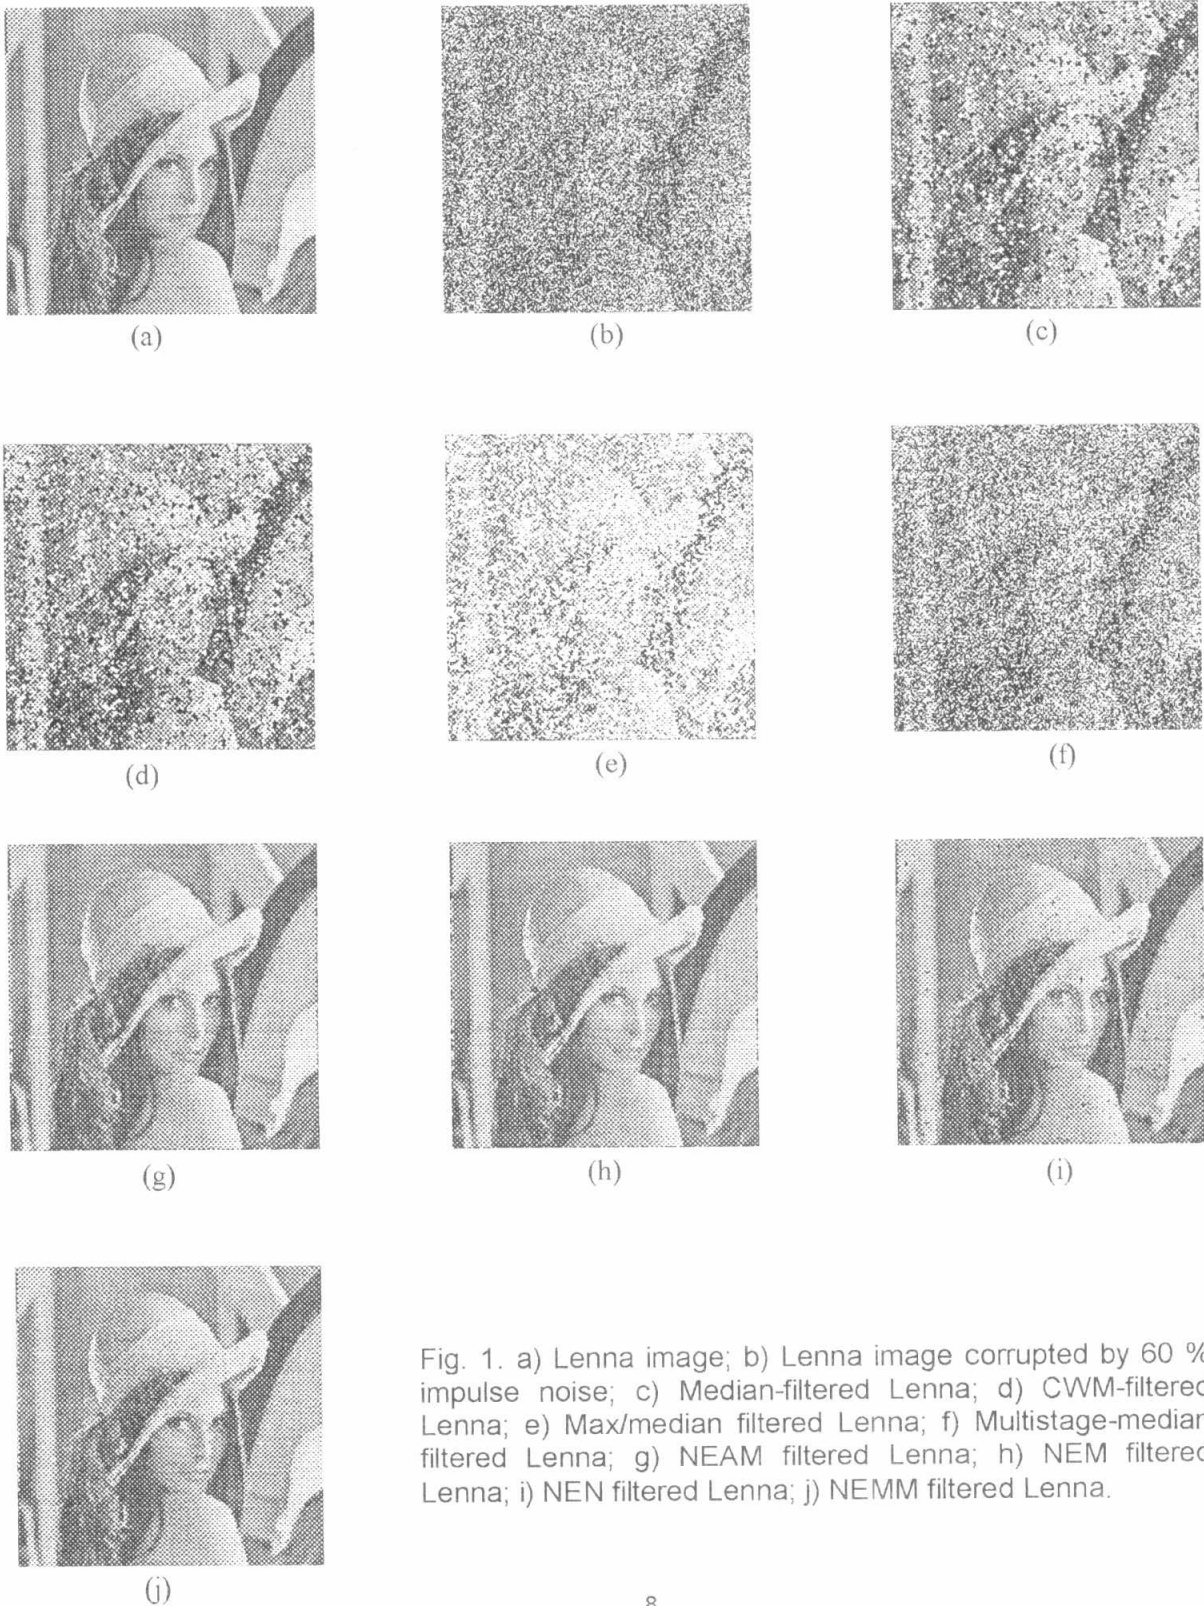 (a)
(b)
(c)
(d)
(e)
(f)
(g)
(h)
(i)
(j)
Fig. 1. a) Lenna image; b) Lenna image corrupted by 60 %
impulse noise; c) Median-filtered Lenna; d) CWM-filtered
Lenna; e) Max/median filtered Lenna; f) Multistage-median
filtered Lenna; g) NEAM filtered Lenna; h) NEM filtered
Lenna; i) NEN filtered Lenna; j) NEMM filtered Lenna.
8